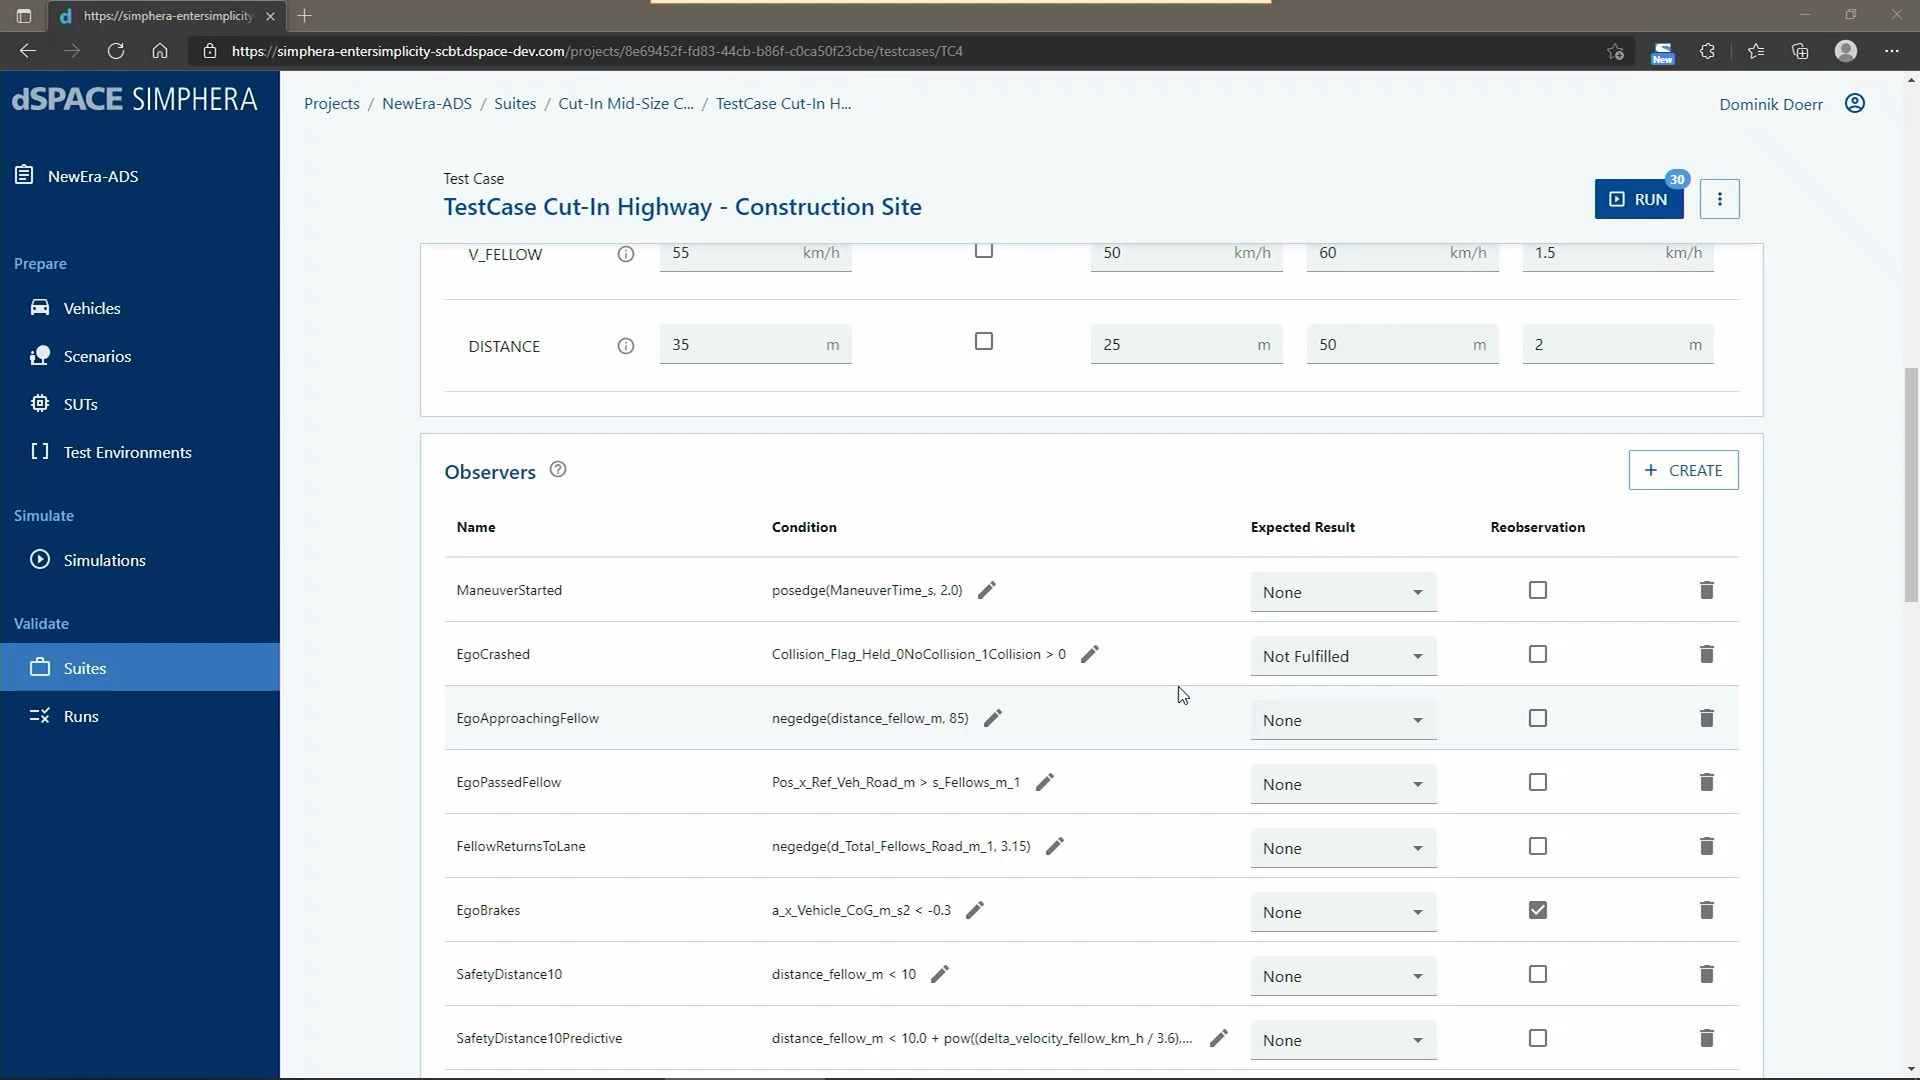 https://simphera-entersimplicity
https://simphera-entersimplicity-scbt.dspace-dev.com/projects/8e69452f-fd83-44cb-b86f-c0ca50f23cbe/testcases/TC4
New
dSPACE SIMPHERA
Projects / NewEra-ADS / Suites / Cut-In Mid-Size C... / TestCase Cut-In H...
Dominik Doerr
NewEra-ADS
Prepare
Vehicles
Scenarios
SUTs
Test Environments
Simulate
Simulations
Validate
Suites
Runs
Test Case
TestCase Cut-In Highway - Construction Site
RUN
30
V_FELLOW 55 km/h 50 km/h 60 km/h 1.5 km/h
DISTANCE 35 m 25 m 50 m 2 m
Observers
+ CREATE
Name Condition Expected Result Reobservation
ManeuverStarted posedge(ManeuverTime_s, 2.0) None
EgoCrashed Collision_Flag_Held_0NoCollision_1Collision > 0 Not Fulfilled
EgoApproachingFellow negedge(distance_fellow_m, 85) None
EgoPassedFellow Pos_x_Ref_Veh_Road_m > s_Fellows_m_1 None
FellowReturnsToLane negedge(d_Total_Fellows_Road_m_1, 3.15) None
EgoBrakes a_x_Vehicle_CoG_m_s2 < -0.3 None
SafetyDistance10 distance_fellow_m < 10 None
SafetyDistance10Predictive distance_fellow_m < 10.0 + pow((delta_velocity_fellow_km_h / 3.6),... None